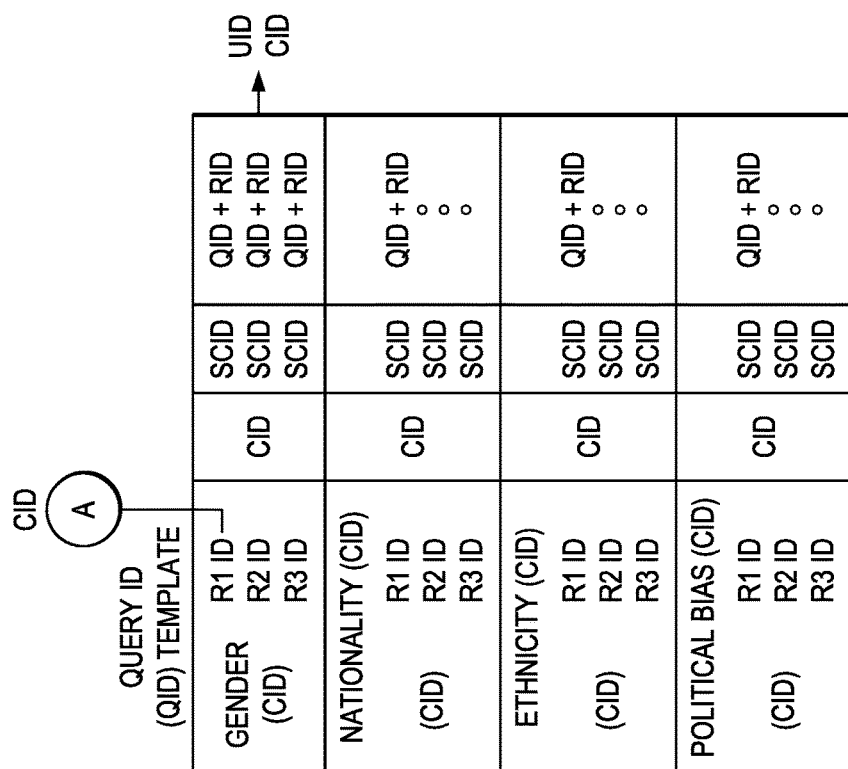 CID
A
QUERY ID
(QID) TEMPLATE
GENDER
(CID)
R1 ID
R2 ID
R3 ID
CID
SCID
SCID
SCID
QID + RID
QID + RID
QID + RID
UID
CID
NATIONALITY (CID)
(CID)
R1 ID
R2 ID
R3 ID
CID
SCID
SCID
SCID
QID + RID
ETHNICITY (CID)
(CID)
R1 ID
R2 ID
R3 ID
CID
SCID
SCID
SCID
QID + RID
POLITICAL BIAS (CID)
(CID)
R1 ID
R2 ID
R3 ID
CID
SCID
SCID
SCID
QID + RID